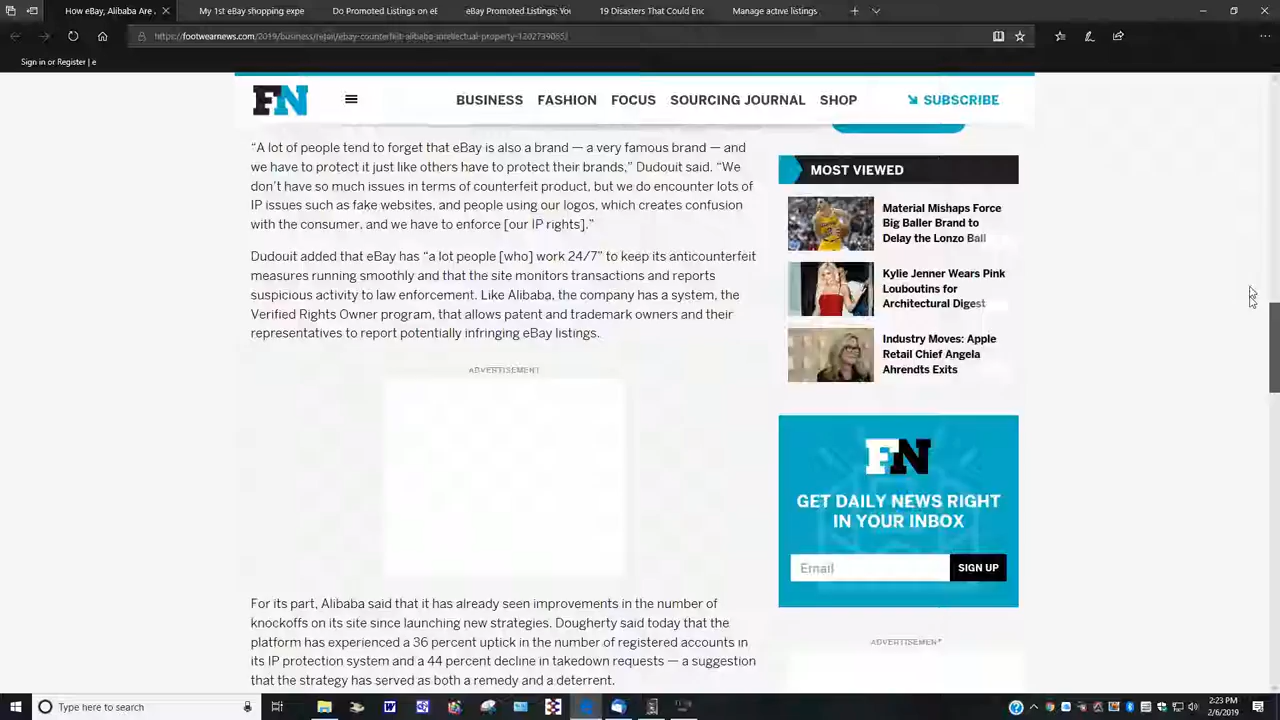 How eBay, Alibaba Are
My 1st eBay shopping expe
Do Promoted Listings on eB
eBay Promoted Listings: You
19 Disasters That Could Enc
Manage active listings
https://footwearnews.com/2019/business/retail/ebay-counterfeit-alibaba-intellectual-property-1202739065/
Sign in or Register | e
FN
BUSINESS
FASHION
FOCUS
SOURCING JOURNAL
SHOP
SUBSCRIBE
“A lot of people tend to forget that eBay is also a brand — a very famous brand — and
we have to protect it just like others have to protect their brands,” Dudouit said. “We
don’t have so much issues in terms of counterfeit product, but we do encounter lots of
IP issues such as fake websites, and people using our logos, which creates confusion
with the consumer, and we have to enforce [our IP rights].”
Dudouit added that eBay has “a lot people [who] work 24/7” to keep its anticounterfeit
measures running smoothly and that the site monitors transactions and reports
suspicious activity to law enforcement. Like Alibaba, the company has a system, the
Verified Rights Owner program, that allows patent and trademark owners and their
representatives to report potentially infringing eBay listings.
ADVERTISEMENT
For its part, Alibaba said that it has already seen improvements in the number of
knockoffs on its site since launching new strategies. Dougherty said today that the
platform has experienced a 36 percent uptick in the number of registered accounts in
its IP protection system and a 44 percent decline in takedown requests — a suggestion
that the strategy has served as both a remedy and a deterrent.
MOST VIEWED
Material Mishaps Force
Big Baller Brand to
Delay the Lonzo Ball
Kylie Jenner Wears Pink
Louboutins for
Architectural Digest
Industry Moves: Apple
Retail Chief Angela
Ahrendts Exits
FN
GET DAILY NEWS RIGHT
IN YOUR INBOX
Email
SIGN UP
ADVERTISEMENT
Type here to search
2:23 PM
2/6/2019